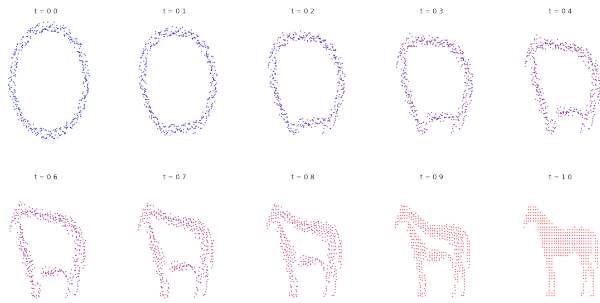 t = 0.0
t = 0.1
t = 0.2
t = 0.3
t = 0.4
t = 0.6
t = 0.7
t = 0.8
t = 0.9
t = 1.0